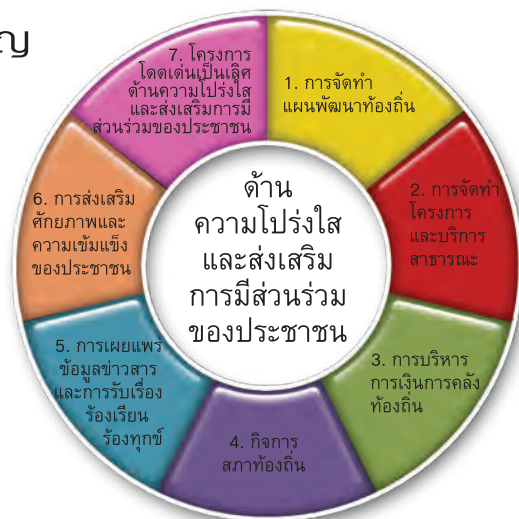 ญ
7. โครงการ
โดดเด่นเป็นเลิศ
ด้านความโปร่งใส
และส่งเสริมการมี
ส่วนร่วมของประชาชน
1. การจัดทำ
แผนพัฒนาท้องถิ่น
2. การจัดทำ
โครงการ
และบริการ
สาธารณะ
3. การบริหาร
การเงินการคลัง
ท้องถิ่น
4. กิจการ
สภาท้องถิ่น
5. การเผยแพร่
ข้อมูลข่าวสาร
และการรับเรื่อง
ร้องเรียน
ร้องทุกข์
6. การส่งเสริม
ศักยภาพและ
ความเข้มแข็ง
ของประชาชน
ด้าน
ความโปร่งใส
และส่งเสริม
การมีส่วนร่วม
ของประชาชน